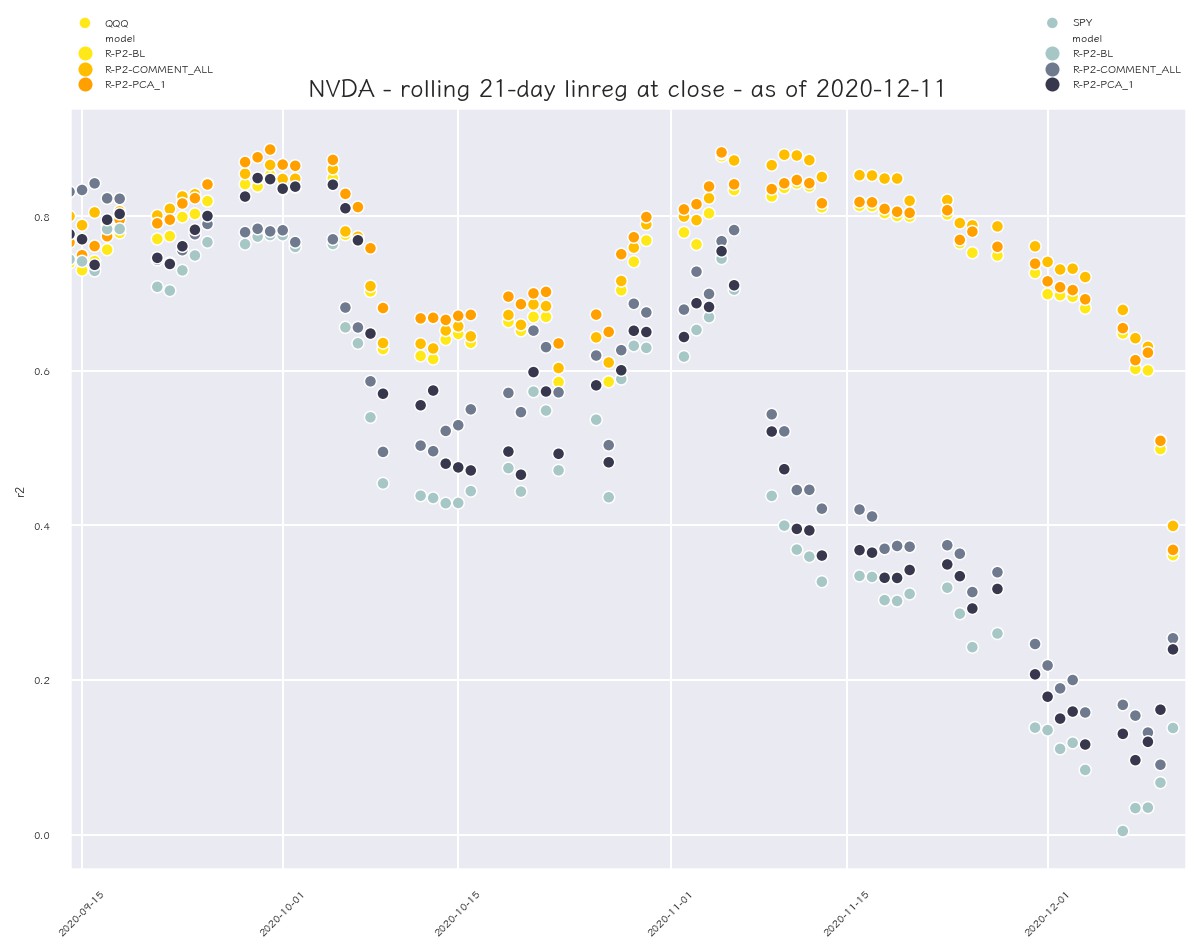 QQQ
model
R-P2-BL
R-P2-COMMENT_ALL
R-P2-PCA_1
SPY
model
R-P2-BL
R-P2-COMMENT_ALL
R-P2-PCA_1
NVDA - rolling 21-day linreg at close - as of 2020-12-11
r2
0.8
0.6
0.4
0.2
0.0
2020-09-15
2020-10-01
2020-10-15
2020-11-01
2020-11-15
2020-12-01